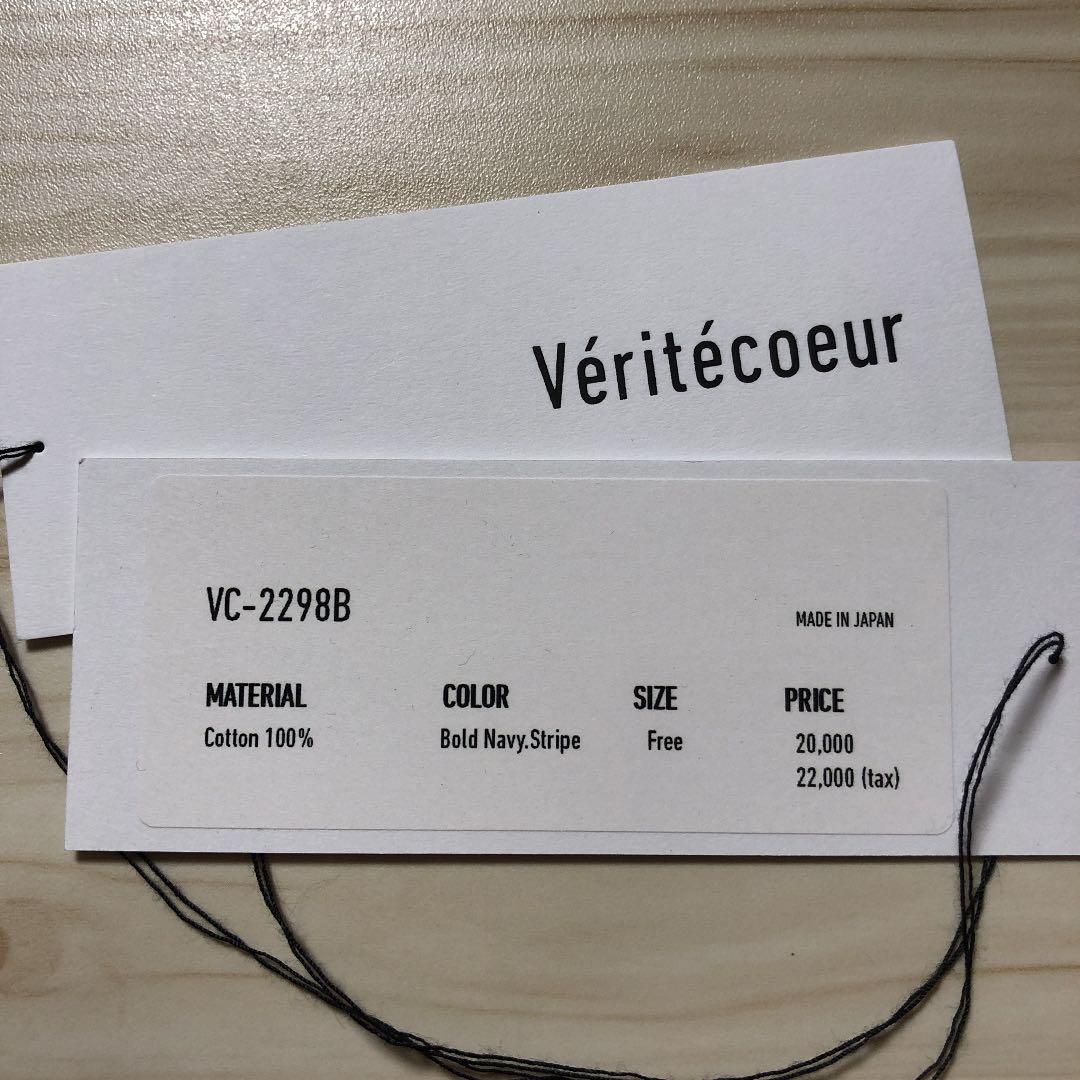 Véritécoeur
VC-2298B
MADE IN JAPAN
MATERIAL COLOR SIZE PRICE
Cotton 100% Bold Navy.Stripe Free 20,000
22,000 (tax)